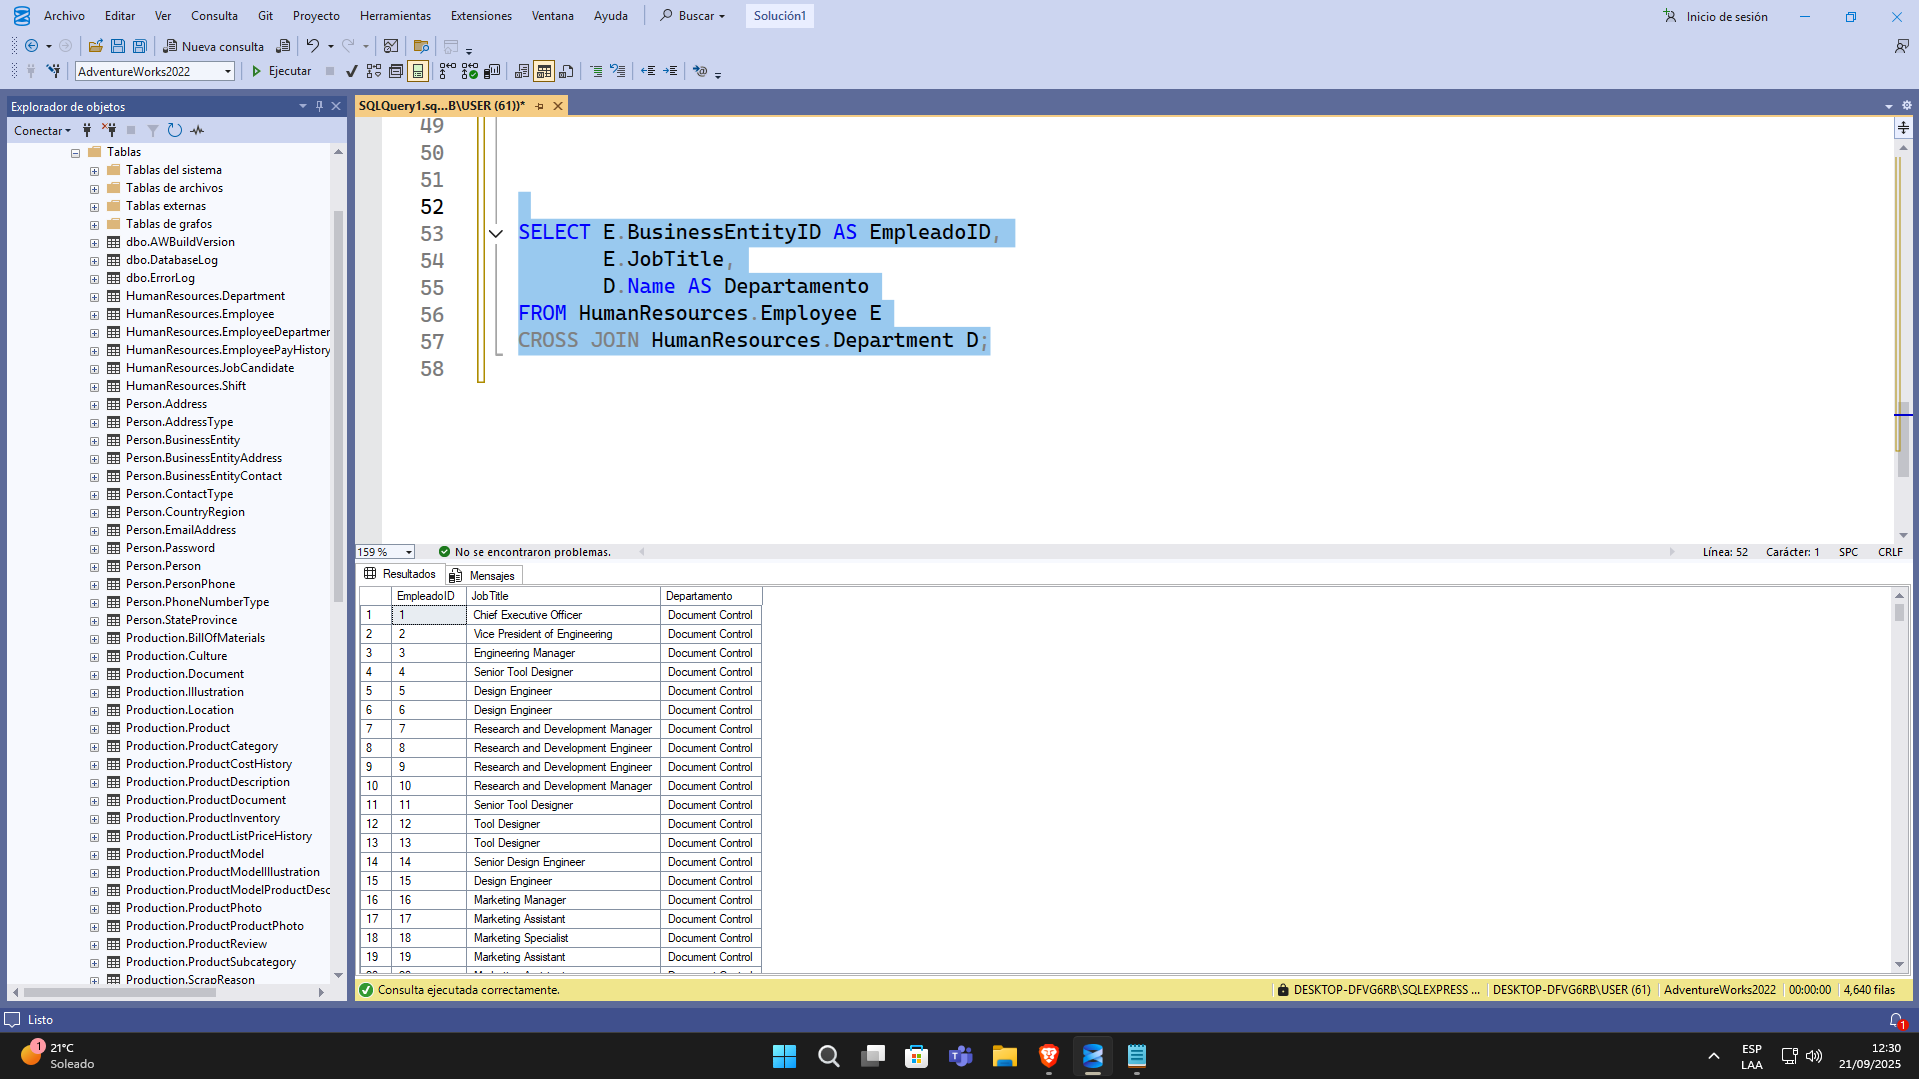 Archivo Editar Ver Consulta Git Proyecto Herramientas Extensiones Ventana Ayuda Buscar Solución1 Inicio de sesión
Nueva consulta
AdventureWorks2022 Ejecutar
Explorador de objetos
Conectar
Tablas
Tablas del sistema
Tablas de archivos
Tablas externas
Tablas de grafos
dbo.AWBuildVersion
dbo.DatabaseLog
dbo.ErrorLog
HumanResources.Department
HumanResources.Employee
HumanResources.EmployeeDepartmen
HumanResources.EmployeePayHistory
HumanResources.JobCandidate
HumanResources.Shift
Person.Address
Person.AddressType
Person.BusinessEntity
Person.BusinessEntityAddress
Person.BusinessEntityContact
Person.ContactType
Person.CountryRegion
Person.EmailAddress
Person.Password
Person.Person
Person.PersonPhone
Person.PhoneNumberType
Person.StateProvince
Production.BillOfMaterials
Production.Culture
Production.Document
Production.Illustration
Production.Location
Production.Product
Production.ProductCategory
Production.ProductCostHistory
Production.ProductDescription
Production.ProductDocument
Production.ProductInventory
Production.ProductListPriceHistory
Production.ProductModel
Production.ProductModelIllustration
Production.ProductModelProductDesc
Production.ProductPhoto
Production.ProductProductPhoto
Production.ProductReview
Production.ProductSubcategory
Production.ScrapReason
SQLQuery1.sq...B\USER (61))*
49
50
51
52
53 SELECT E.BusinessEntityID AS EmpleadoID,
54 E.JobTitle,
55 D.Name AS Departamento
56 FROM HumanResources.Employee E
57 CROSS JOIN HumanResources.Department D;
58
159 % No se encontraron problemas. Línea: 52 Carácter: 1 SPC CRLF
Resultados Mensajes
EmpleadoID JobTitle Departamento
1 1 Chief Executive Officer Document Control
2 2 Vice President of Engineering Document Control
3 3 Engineering Manager Document Control
4 4 Senior Tool Designer Document Control
5 5 Design Engineer Document Control
6 6 Design Engineer Document Control
7 7 Research and Development Manager Document Control
8 8 Research and Development Engineer Document Control
9 9 Research and Development Engineer Document Control
10 10 Research and Development Manager Document Control
11 11 Senior Tool Designer Document Control
12 12 Tool Designer Document Control
13 13 Tool Designer Document Control
14 14 Senior Design Engineer Document Control
15 15 Design Engineer Document Control
16 16 Marketing Manager Document Control
17 17 Marketing Assistant Document Control
18 18 Marketing Specialist Document Control
19 19 Marketing Assistant Document Control
Consulta ejecutada correctamente. DESKTOP-DFVG6RB\SQLEXPRESS ... DESKTOP-DFVG6RB\USER (61) AdventureWorks2022 00:00:00 4,640 filas
Listo 1
1 21°C
Soleado
ESP
LAA
12:30
21/09/2025